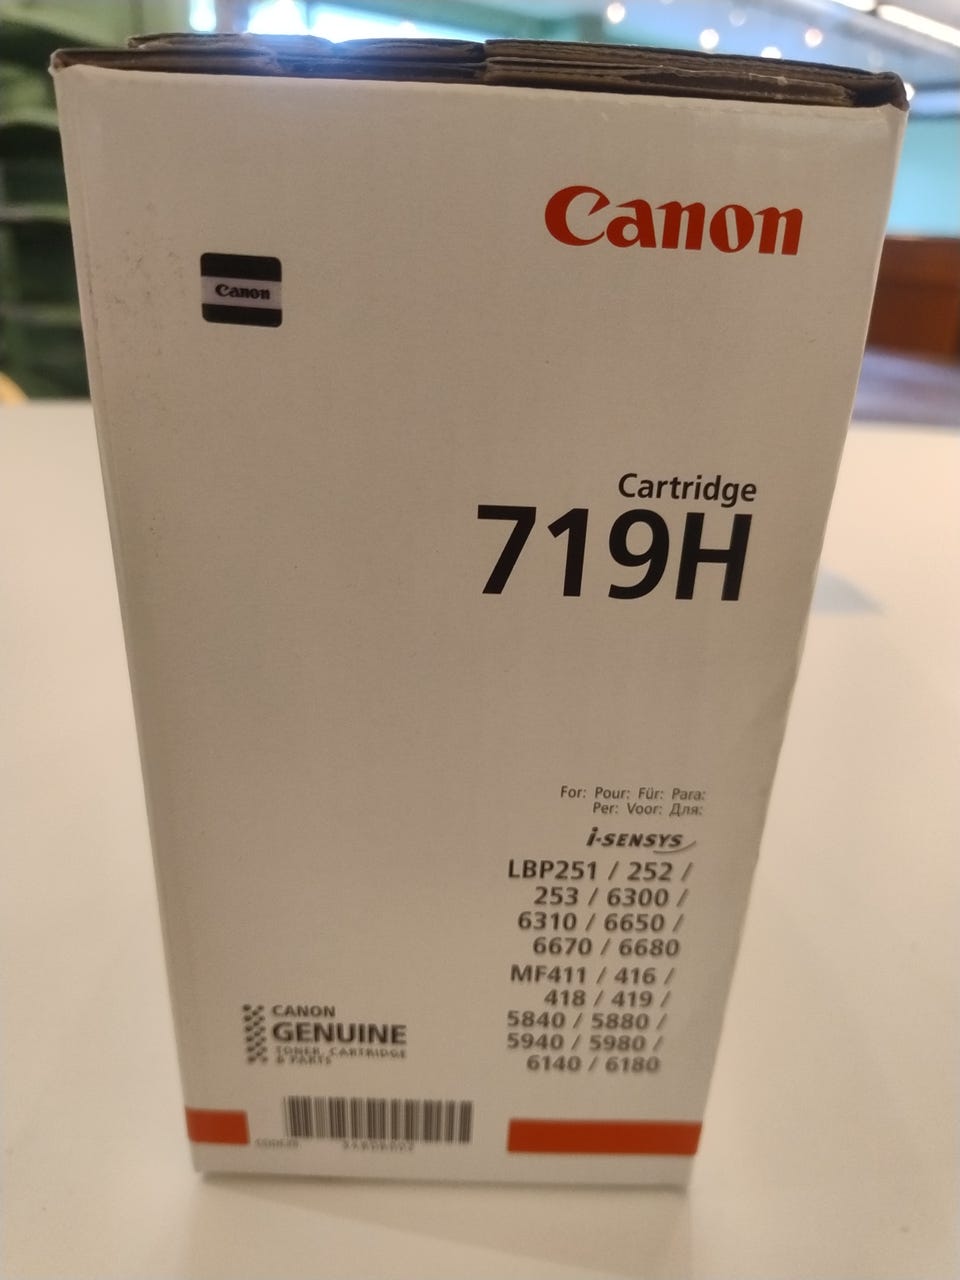 Canon
Canon
Cartridge
719H
For: Pour: Für: Para:
Per: Voor: Для:
i-SENSYS
LBP251 / 252 /
253 / 6300 /
6310 / 6650 /
6670 / 6680
MF411 / 416 /
418 / 419 /
5840 / 5880 /
5940 / 5980 /
6140 / 6180
CANON
GENUINE
TONER, CARTRIDGE
& PARTS